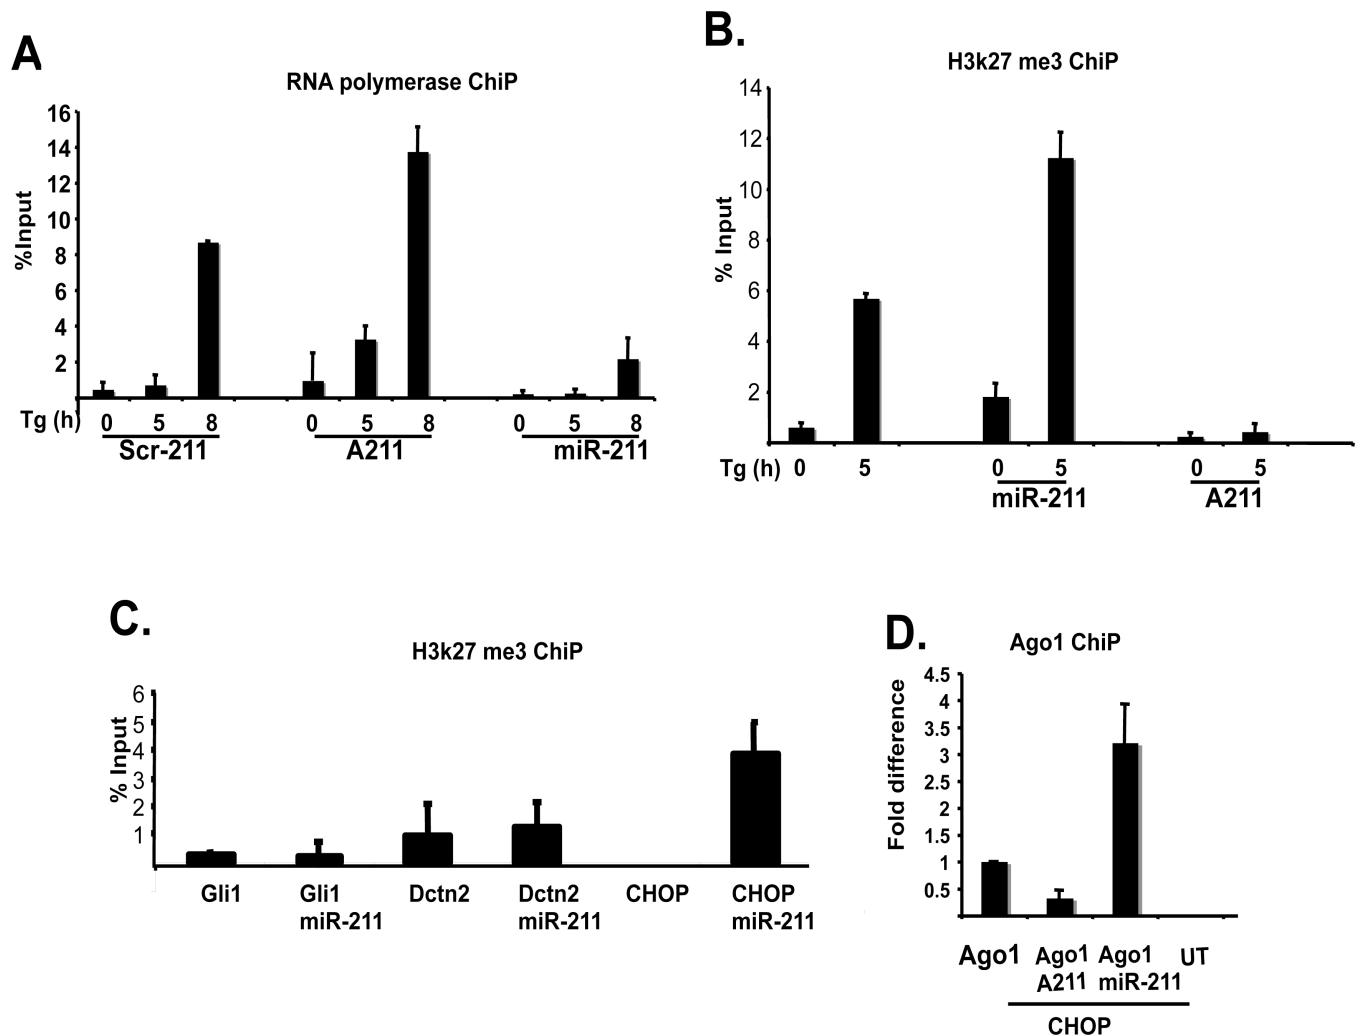 A
RNA polymerase ChiP
%Input
16
14
12
10
8
6
4
2
Tg (h) 0 5 8 0 5 8 0 5 8
Scr-211 A211 miR-211
B.
H3k27 me3 ChiP
% Input
14
12
10
8
6
4
2
Tg (h) 0 5 0 5 0 5
miR-211 A211
C.
H3k27 me3 ChiP
% Input
6
5
4
3
2
1
Gli1 Gli1 Dctn2 Dctn2 CHOP CHOP
miR-211 miR-211 miR-211
D.
Ago1 ChiP
Fold difference
4.5
4
3.5
3
2.5
2
1.5
1
0.5
Ago1 Ago1 Ago1 UT
A211 miR-211
CHOP